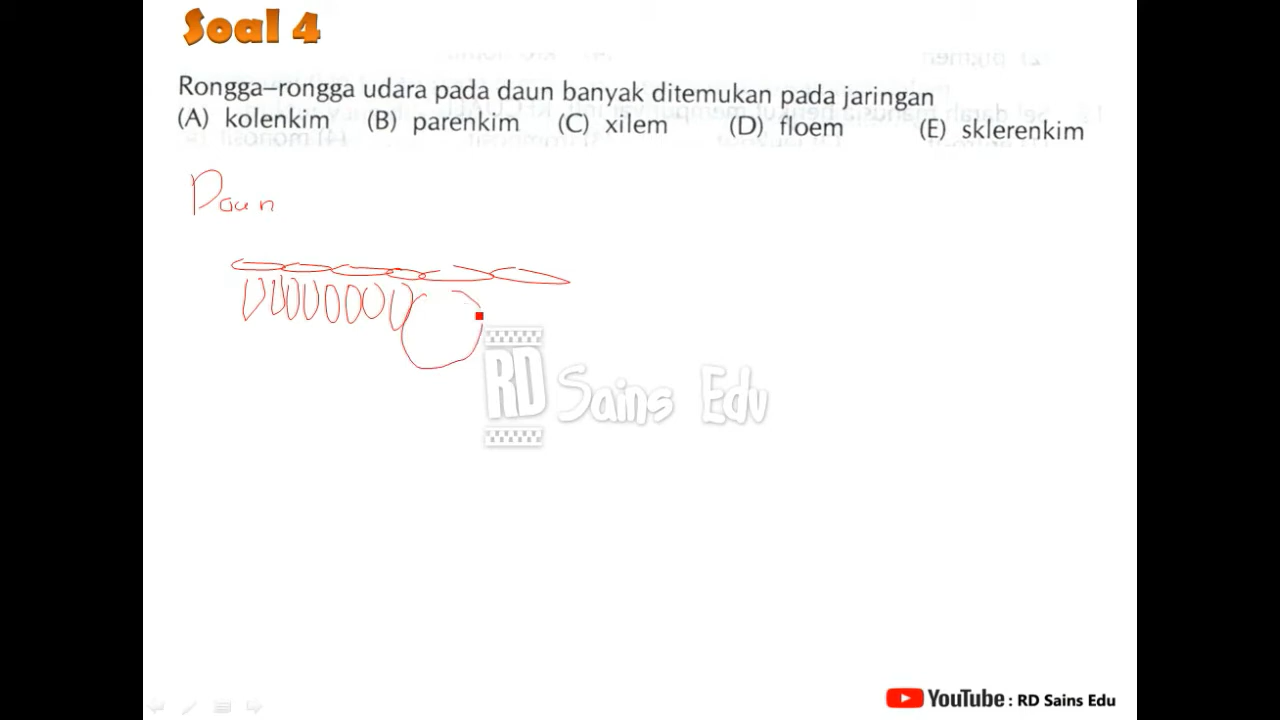 Soal 4
Rongga–rongga udara pada daun banyak ditemukan pada jaringan
(A) kolenkim (B) parenkim (C) xilem (D) floem (E) sklerenkim
Daun
RD Sains Edu
YouTube : RD Sains Edu